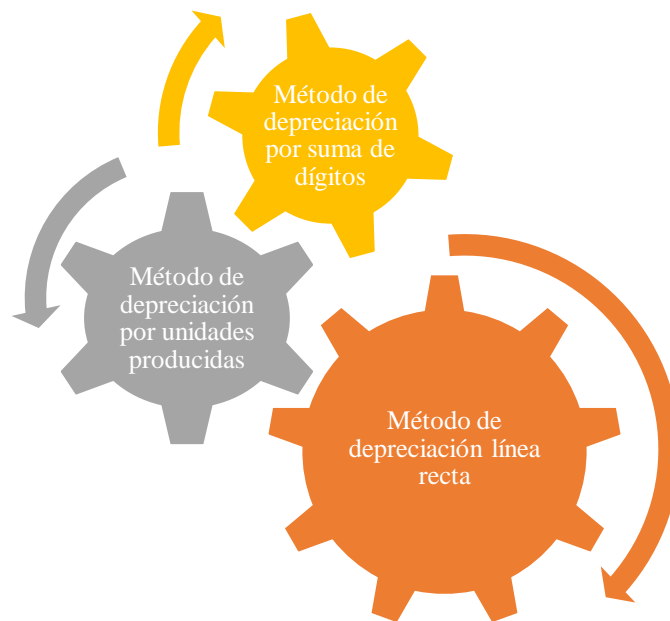 Método de
depreciación
por suma de
dígitos
Método de
depreciación
por unidades
producidas
Método de
depreciación línea
recta